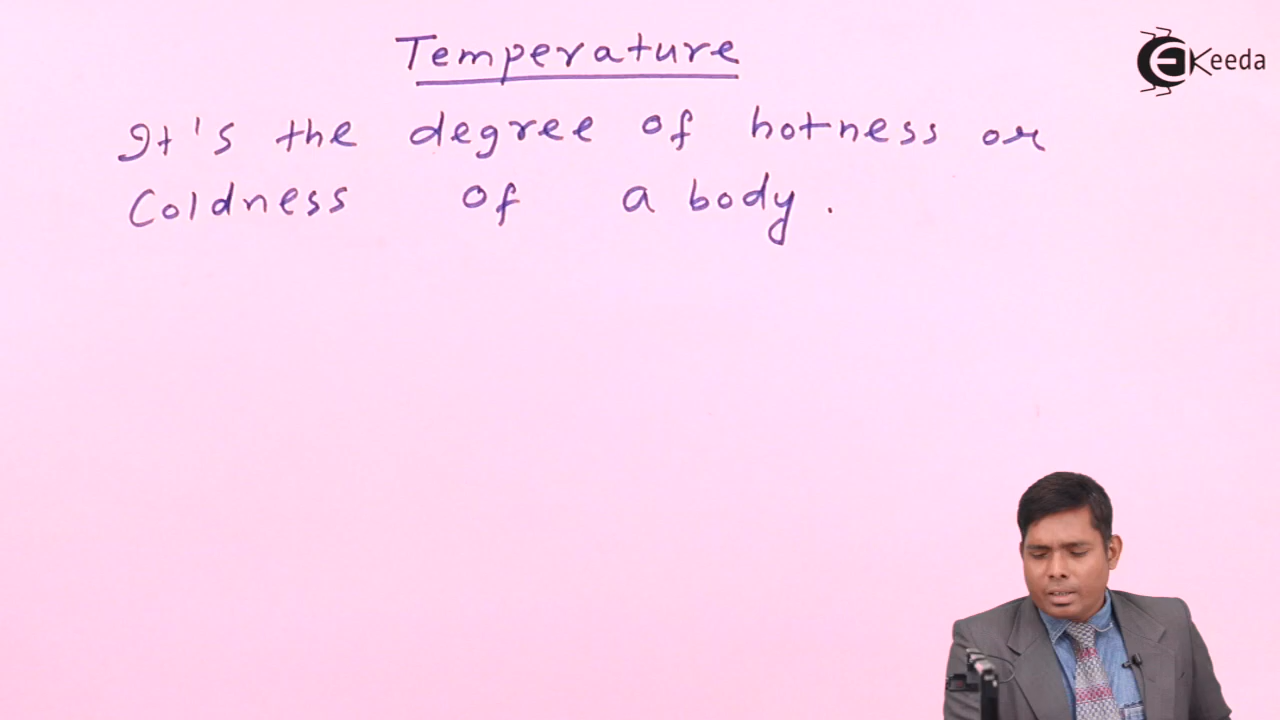 Temperature
EKeeda
It's the degree of hotness or
Coldness of a body.